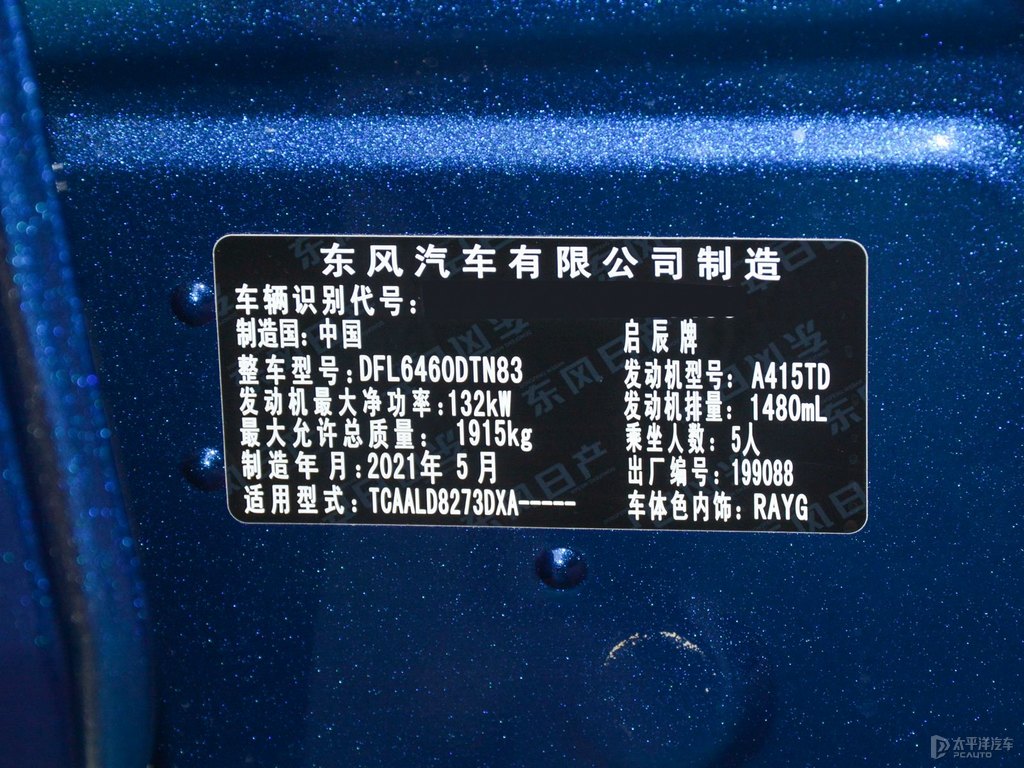 东风汽车有限公司制造
车辆识别代号:
制造国:中国 启辰牌
整车型号:DFL6460DTN83 发动机型号: A415TD
发动机最大净功率:132kW 发动机排量: 1480mL
最大允许总质量: 1915kg 乘坐人数: 5人
制造年月:2021年 5月 出厂编号: 199088
适用型式: TCAALD8273DXA----- 车体色内饰: RAYG
太平洋汽车
PCAUTO